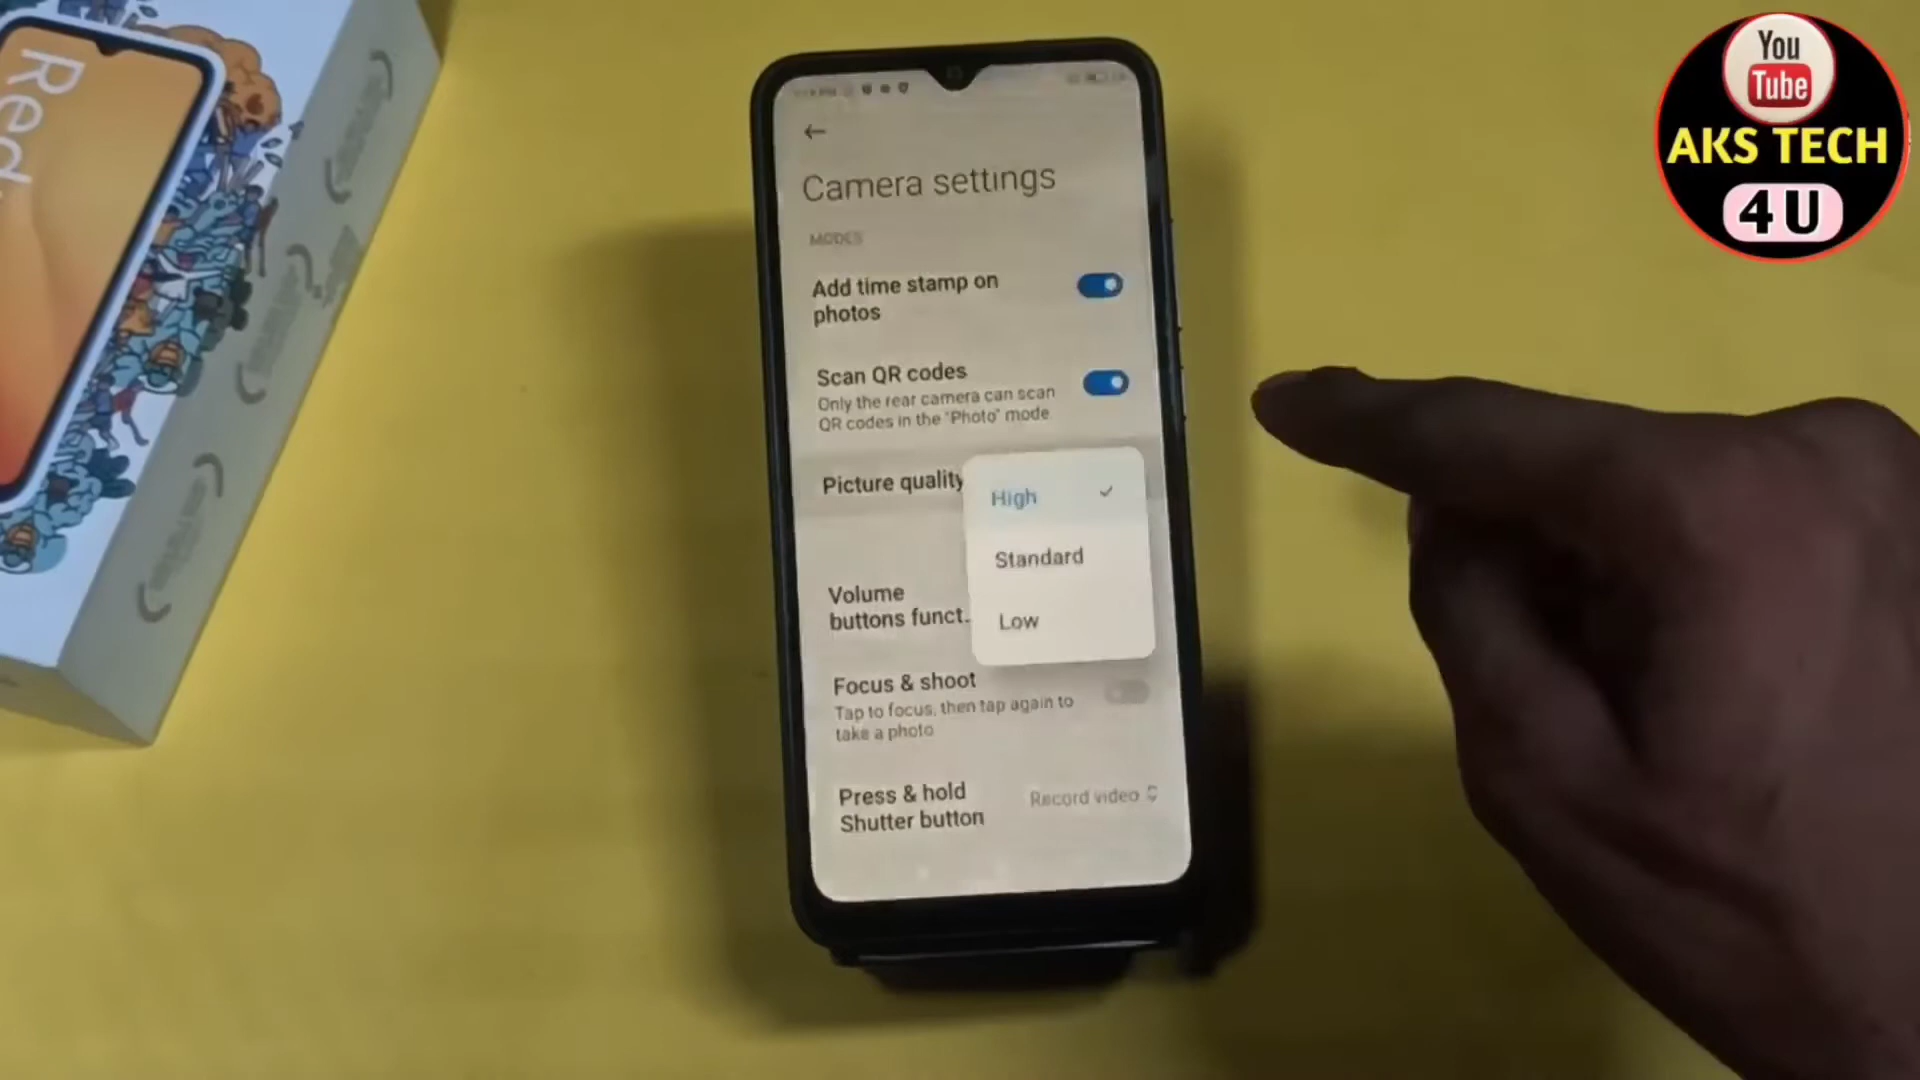 You
Tube
AKS TECH
4 U
Camera settings
MODES
Add time stamp on
photos
Scan QR codes
Only the rear camera can scan
QR codes in the "Photo" mode
Picture quality
High
Standard
Low
Volume
buttons funct.
Focus & shoot
Tap to focus, then tap again to
take a photo
Press & hold
Shutter button
Record video